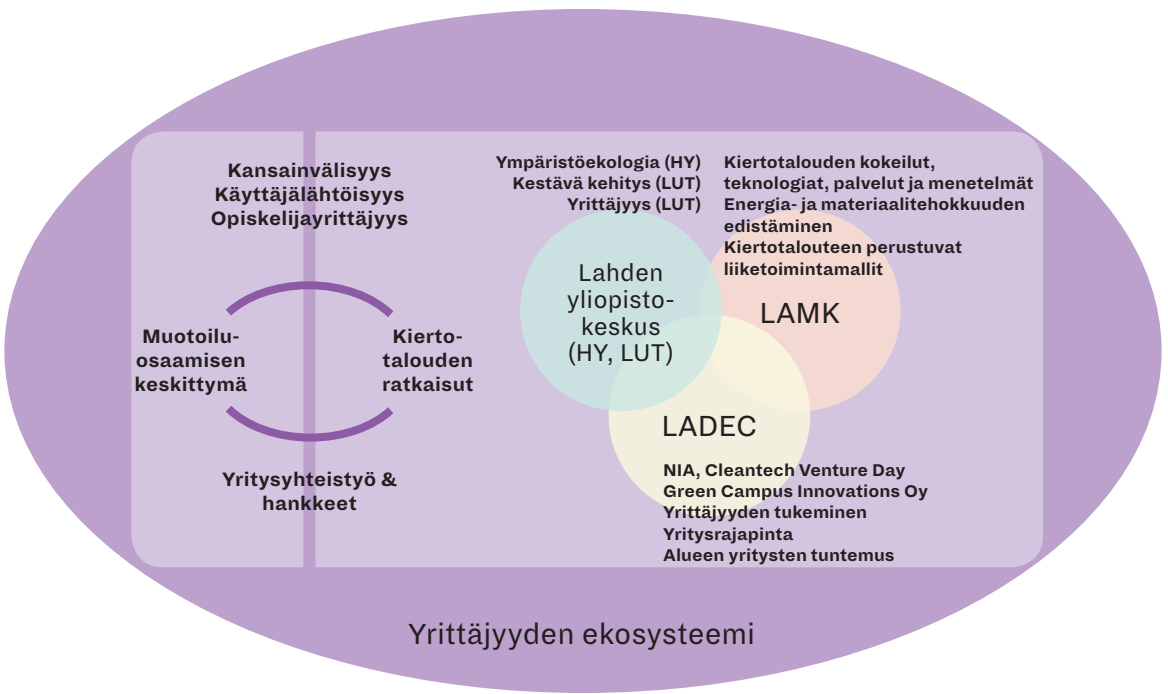 Kansainvälisyys
Käyttäjälähtöisyys
Opiskelijayrittäjyys
Muotoilu-
osaamisen
keskittymä
Kierto-
talouden
ratkaisut
Yritysyhteistyö &
hankkeet
Ympäristöekologia (HY)
Kestävä kehitys (LUT)
Yrittäjyys (LUT)
Lahden
yliopisto-
keskus
(HY, LUT)
Kiertotalouden kokeilut,
teknologiat, palvelut ja menetelmät
Energia- ja materiaalitehokkuuden
edistäminen
Kiertotalouteen perustuvat
liiketoimintamallit
LAMK
LADEC
NIA, Cleantech Venture Day
Green Campus Innovations Oy
Yrittäjyyden tukeminen
Yritysrajapinta
Alueen yritysten tuntemus
Yrittäjyyden ekosysteemi